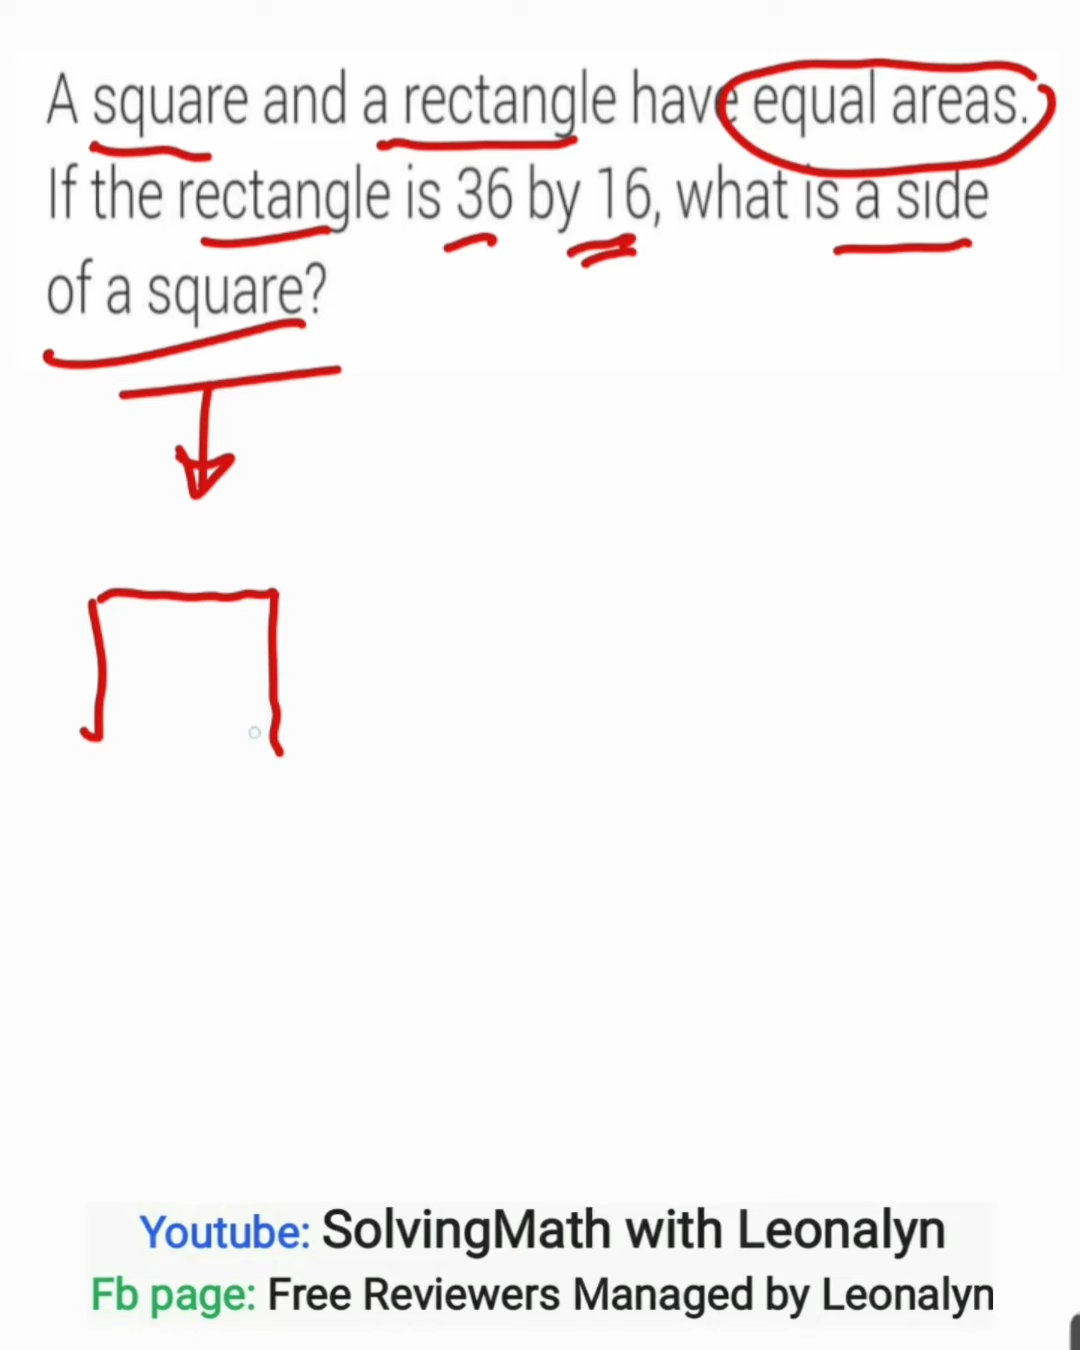 A square and a rectangle have equal areas.
If the rectangle is 36 by 16, what is a side
of a square?
Youtube: SolvingMath with Leonalyn
Fb page: Free Reviewers Managed by Leonalyn